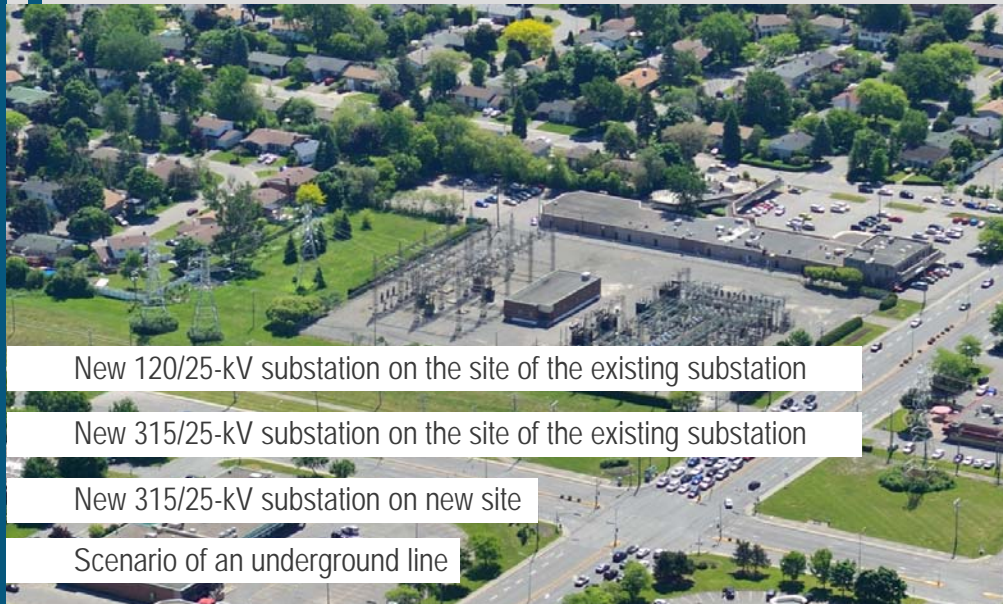 New 120/25-kV substation on the site of the existing substation
New 315/25-kV substation on the site of the existing substation
New 315/25-kV substation on new site
Scenario of an underground line